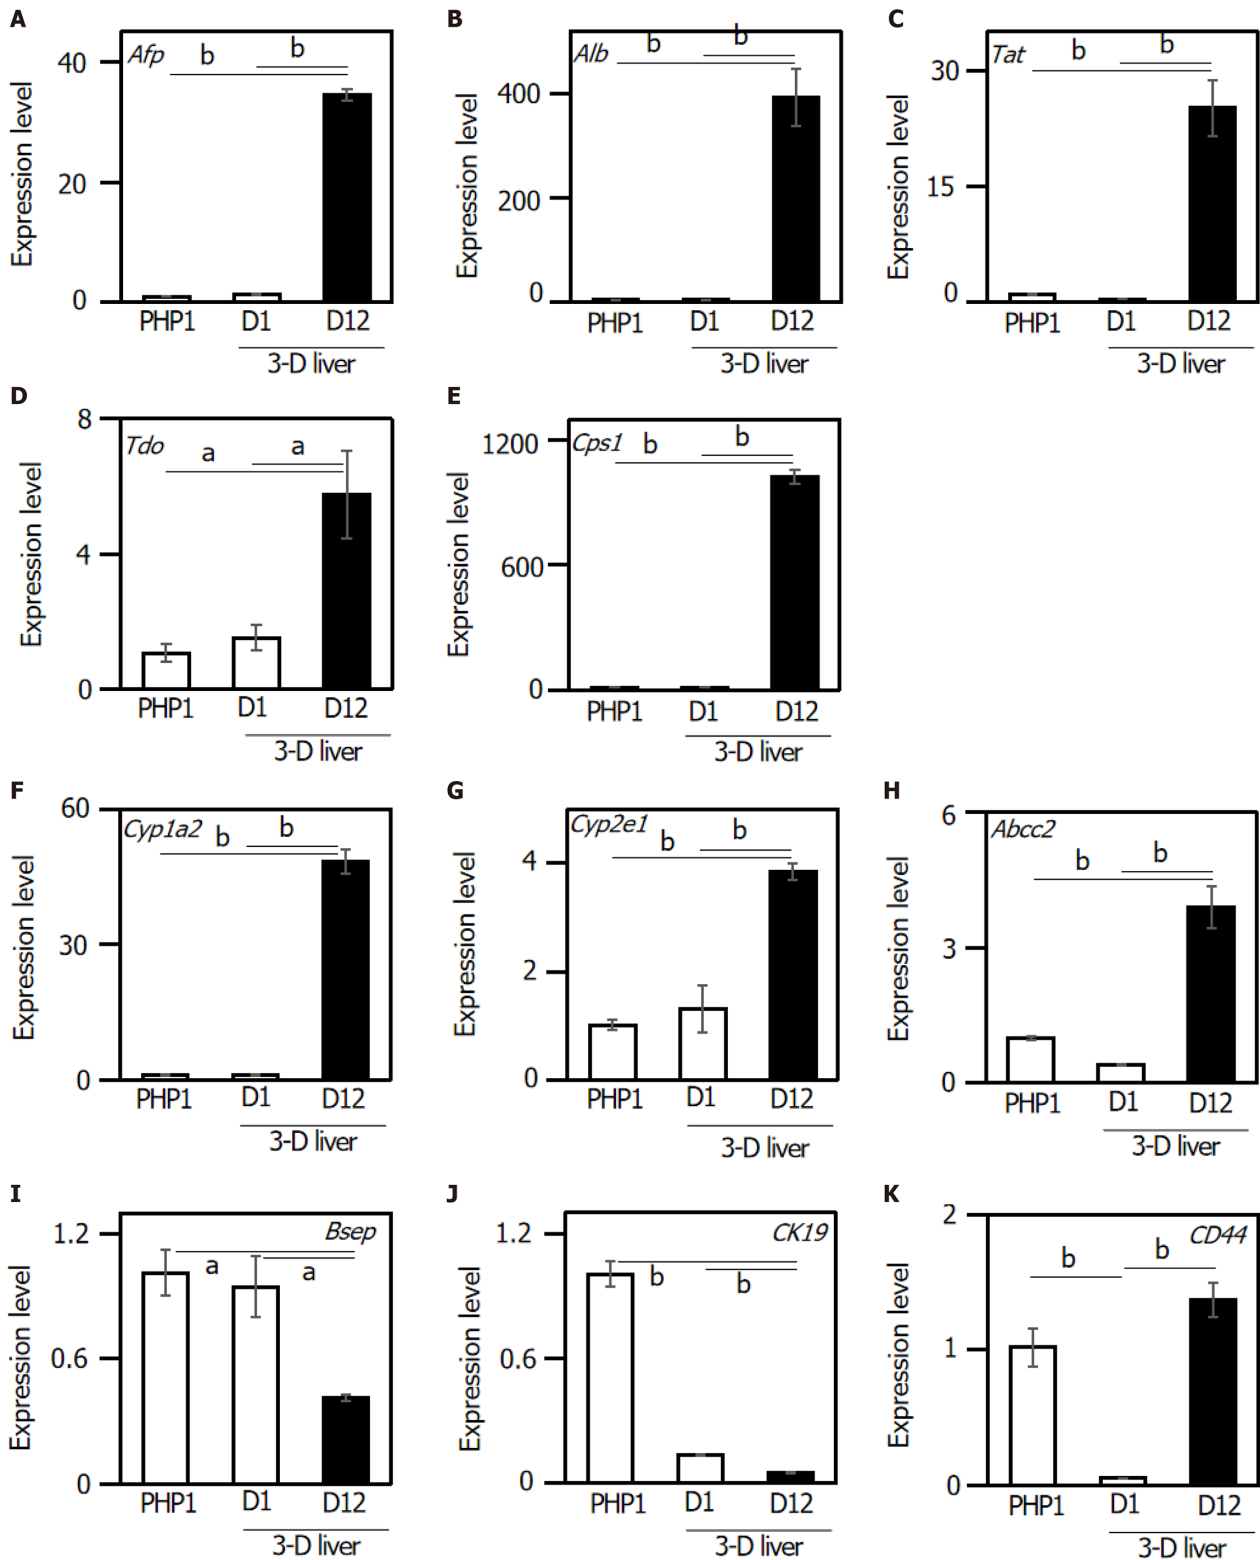 A
Afp
b
b
Expression level
40
20
0
PHP1
D1
D12
3-D liver
B
Alb
b
b
Expression level
400
200
0
PHP1
D1
D12
3-D liver
C
Tat
b
b
Expression level
30
15
0
PHP1
D1
D12
3-D liver
D
Tdo
a
a
Expression level
8
4
0
PHP1
D1
D12
3-D liver
E
Cps1
b
b
Expression level
1200
600
0
PHP1
D1
D12
3-D liver
F
Cyp1a2
b
b
Expression level
60
30
0
PHP1
D1
D12
3-D liver
G
Cyp2e1
b
b
Expression level
4
2
0
PHP1
D1
D12
3-D liver
H
Abcc2
b
b
Expression level
6
3
0
PHP1
D1
D12
3-D liver
I
Bsep
a
a
Expression level
1.2
0.6
0
PHP1
D1
D12
3-D liver
J
CK19
b
b
Expression level
1.2
0.6
0
PHP1
D1
D12
3-D liver
K
CD44
b
b
Expression level
2
1
0
PHP1
D1
D12
3-D liver